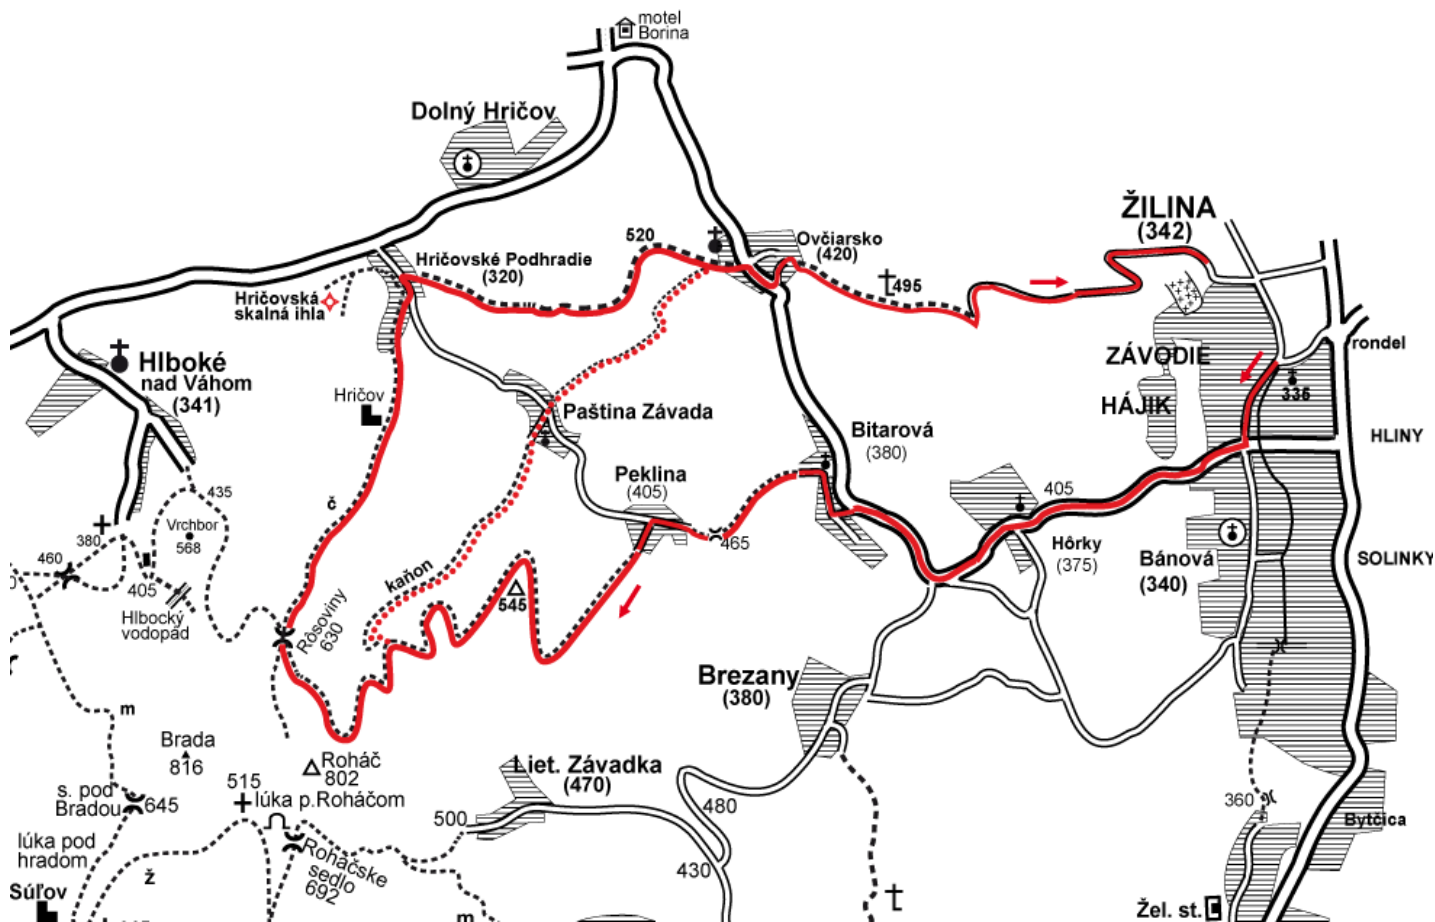 motel
Borina
Dolný Hričov
ŽILINA
(342)
520
Ovčiarsko
(420)
Hričovské Podhradie
(320)
495
Hričovská
skalná ihla
rondel
Hlboké
nad Váhom
(341)
ZÁVODIE
HÁJIK
336
Hričov
Paština Závada
Bitarová
(380)
HLINY
Peklina
(405)
435
405
č
Vrchbor
568
380
465
Hôrky
(375)
Bánová
(340)
SOLINKY
460
405
kaňon
545
Hlbocký
vodopád
Rôsoviny
630
Brezany
(380)
m
Brada
816
Roháč
802
Liet. Závadka
(470)
s. pod
Bradou
645
515
lúka p.Roháčom
500
480
360
Bytčica
lúka pod
hradom
Roháčske
sedlo
692
430
ž
Súľov
m
Žel. st.